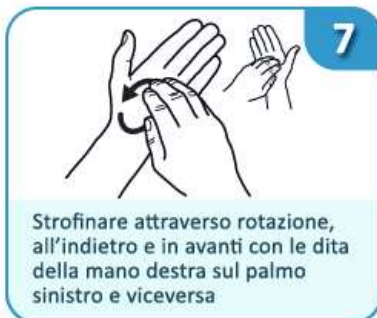 7
Strofinare attraverso rotazione,
all'indietro e in avanti con le dita
della mano destra sul palmo
sinistro e viceversa